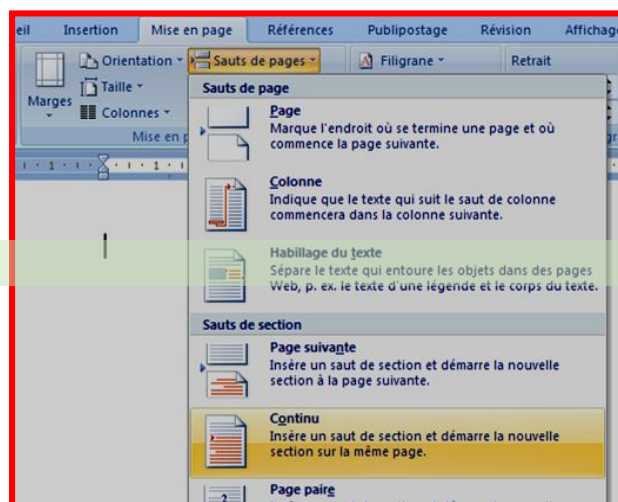 eil Insertion Mise en page Références Publipostage Révision Affichage
Orientation Sauts de pages Filigrane Retrait
Taille
Marges
Colonnes
Mise en p
Sauts de page
Page
Marque l'endroit où se termine une page et où
commence la page suivante.
Colonne
Indique que le texte qui suit le saut de colonne
commencera dans la colonne suivante.
Habillage du texte
Sépare le texte qui entoure les objets dans des pages
Web, p. ex. le texte d'une légende et le corps du texte.
Sauts de section
Page suivante
Insère un saut de section et démarre la nouvelle
section à la page suivante.
Continu
Insère un saut de section et démarre la nouvelle
section sur la même page.
Page paire